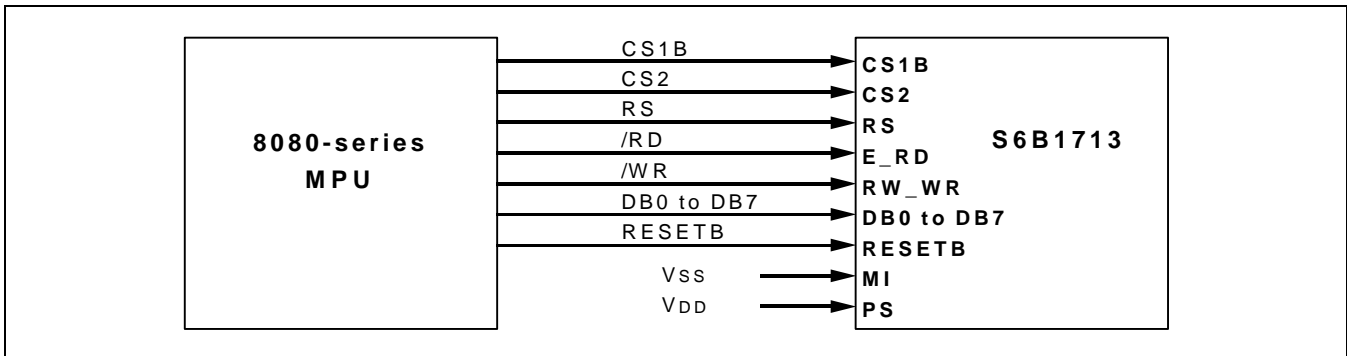 8080-series
MPU
CS1B
CS2
RS
/RD
/WR
DB0 to DB7
RESETB
VSS
VDD
CS1B
CS2
RS
E_RD
RW_WR
DB0 to DB7
RESETB
MI
PS
S6B1713